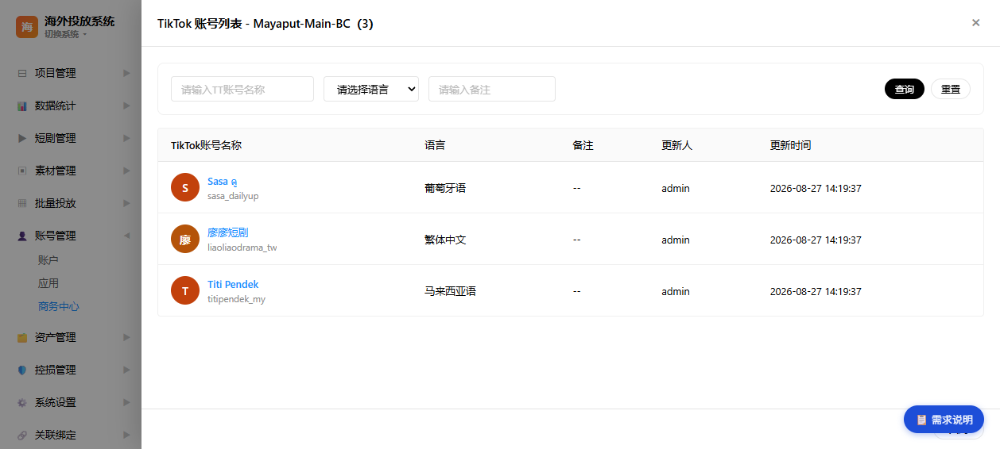 海
海外投放系统
切换系统
项目管理
数据统计
短剧管理
素材管理
批量投放
账号管理
账户
应用
商务中心
资产管理
控损管理
系统设置
关联绑定
TikTok 账号列表 - Mayaput-Main-BC（3）
×
请输入TT账号名称
请选择语言
请输入备注
查询
重置
TikTok账号名称 语言 备注 更新人 更新时间
S
Sasa ดู
sasa_dailyup
葡萄牙语 -- admin 2026-08-27 14:19:37
廖
廖廖短剧
liaoliaodrama_tw
繁体中文 -- admin 2026-08-27 14:19:37
T
Titi Pendek
titipendek_my
马来西亚语 -- admin 2026-08-27 14:19:37
需求说明